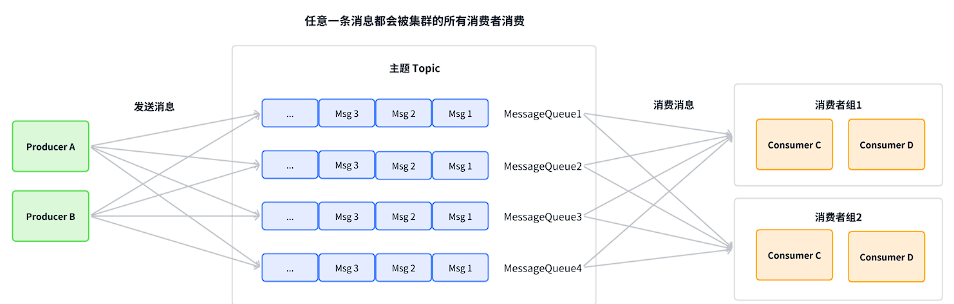 任意一条消息都会被集群的所有消费者消费
主题 Topic
发送消息
消费消息
Producer A
Producer B
... Msg 3 Msg 2 Msg 1 MessageQueue1
... Msg 3 Msg 2 Msg 1 MessageQueue2
... Msg 3 Msg 2 Msg 1 MessageQueue3
... Msg 3 Msg 2 Msg 1 MessageQueue4
消费者组1
Consumer C Consumer D
消费者组2
Consumer C Consumer D